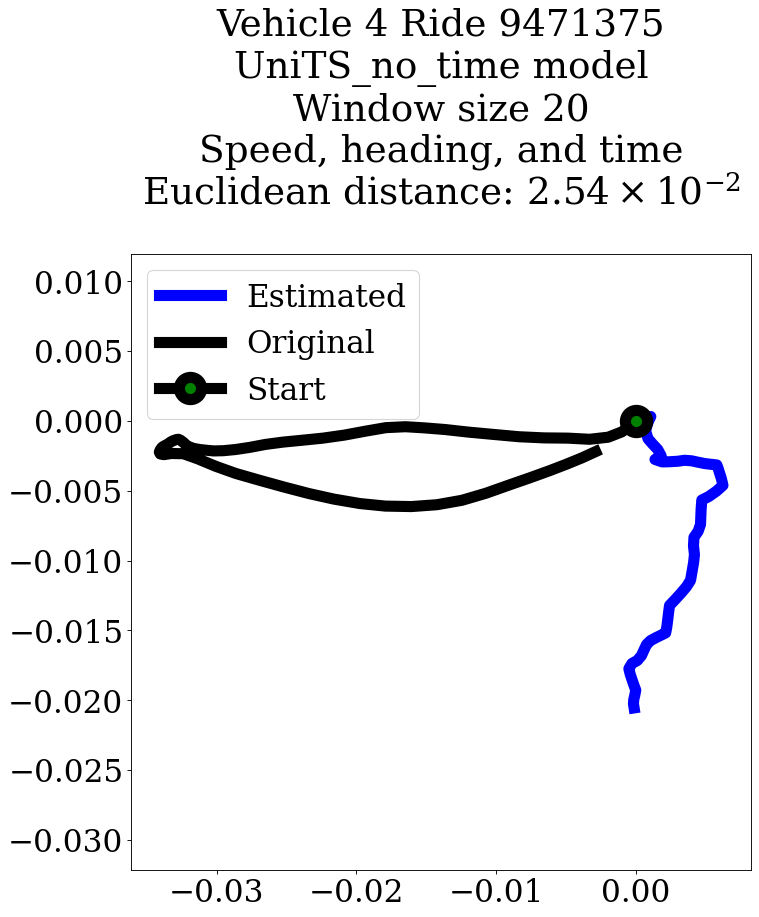 Vehicle 4 Ride 9471375
UniTS_no_time model
Window size 20
Speed, heading, and time
Euclidean distance: 2.54 × 10⁻²
Estimated
Original
Start
0.010
0.005
0.000
−0.005
−0.010
−0.015
−0.020
−0.025
−0.030
−0.03 −0.02 −0.01 0.00